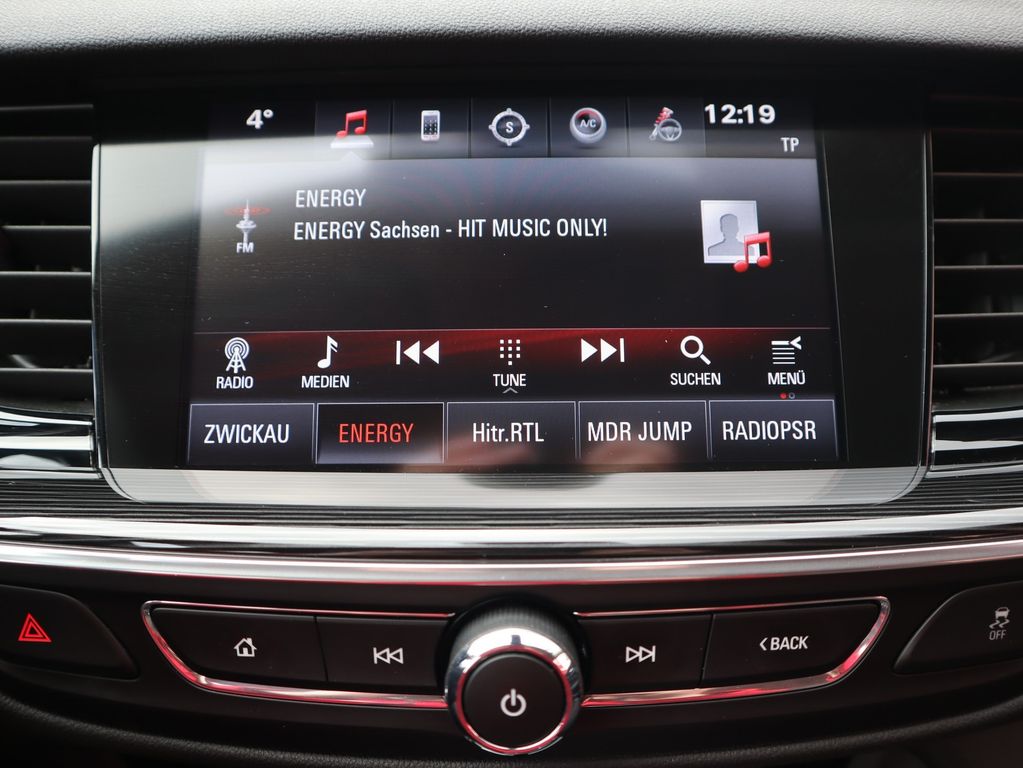 4°
S
A/C
12:19
TP
FM
ENERGY
ENERGY Sachsen - HIT MUSIC ONLY!
RADIO
MEDIEN
TUNE
SUCHEN
MENÜ
ZWICKAU
ENERGY
Hitr.RTL
MDR JUMP
RADIOPSR
BACK
OFF